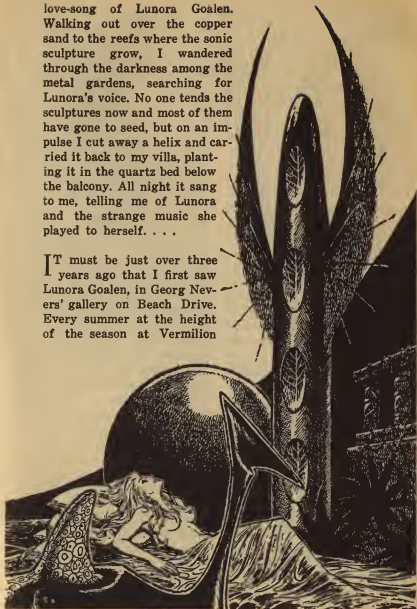 love-song of Lunora Goalen.
Walking out over the copper
sand to the reefs where the sonic
sculpture grow, I wandered
through the darkness among the
metal gardens, searching for
Lunora's voice. No one tends the
sculptures now and most of them
have gone to seed, but on an im-
pulse I cut away a helix and car-
ried it back to my villa, plant-
ing it in the quartz bed below
the balcony. All night it sang
to me, telling me of Lunora
and the strange music she
played to herself. . . .
IT must be just over three
years ago that I first saw
Lunora Goalen, in Georg Nev-
ers' gallery on Beach Drive.
Every summer at the height
of the season at Vermilion